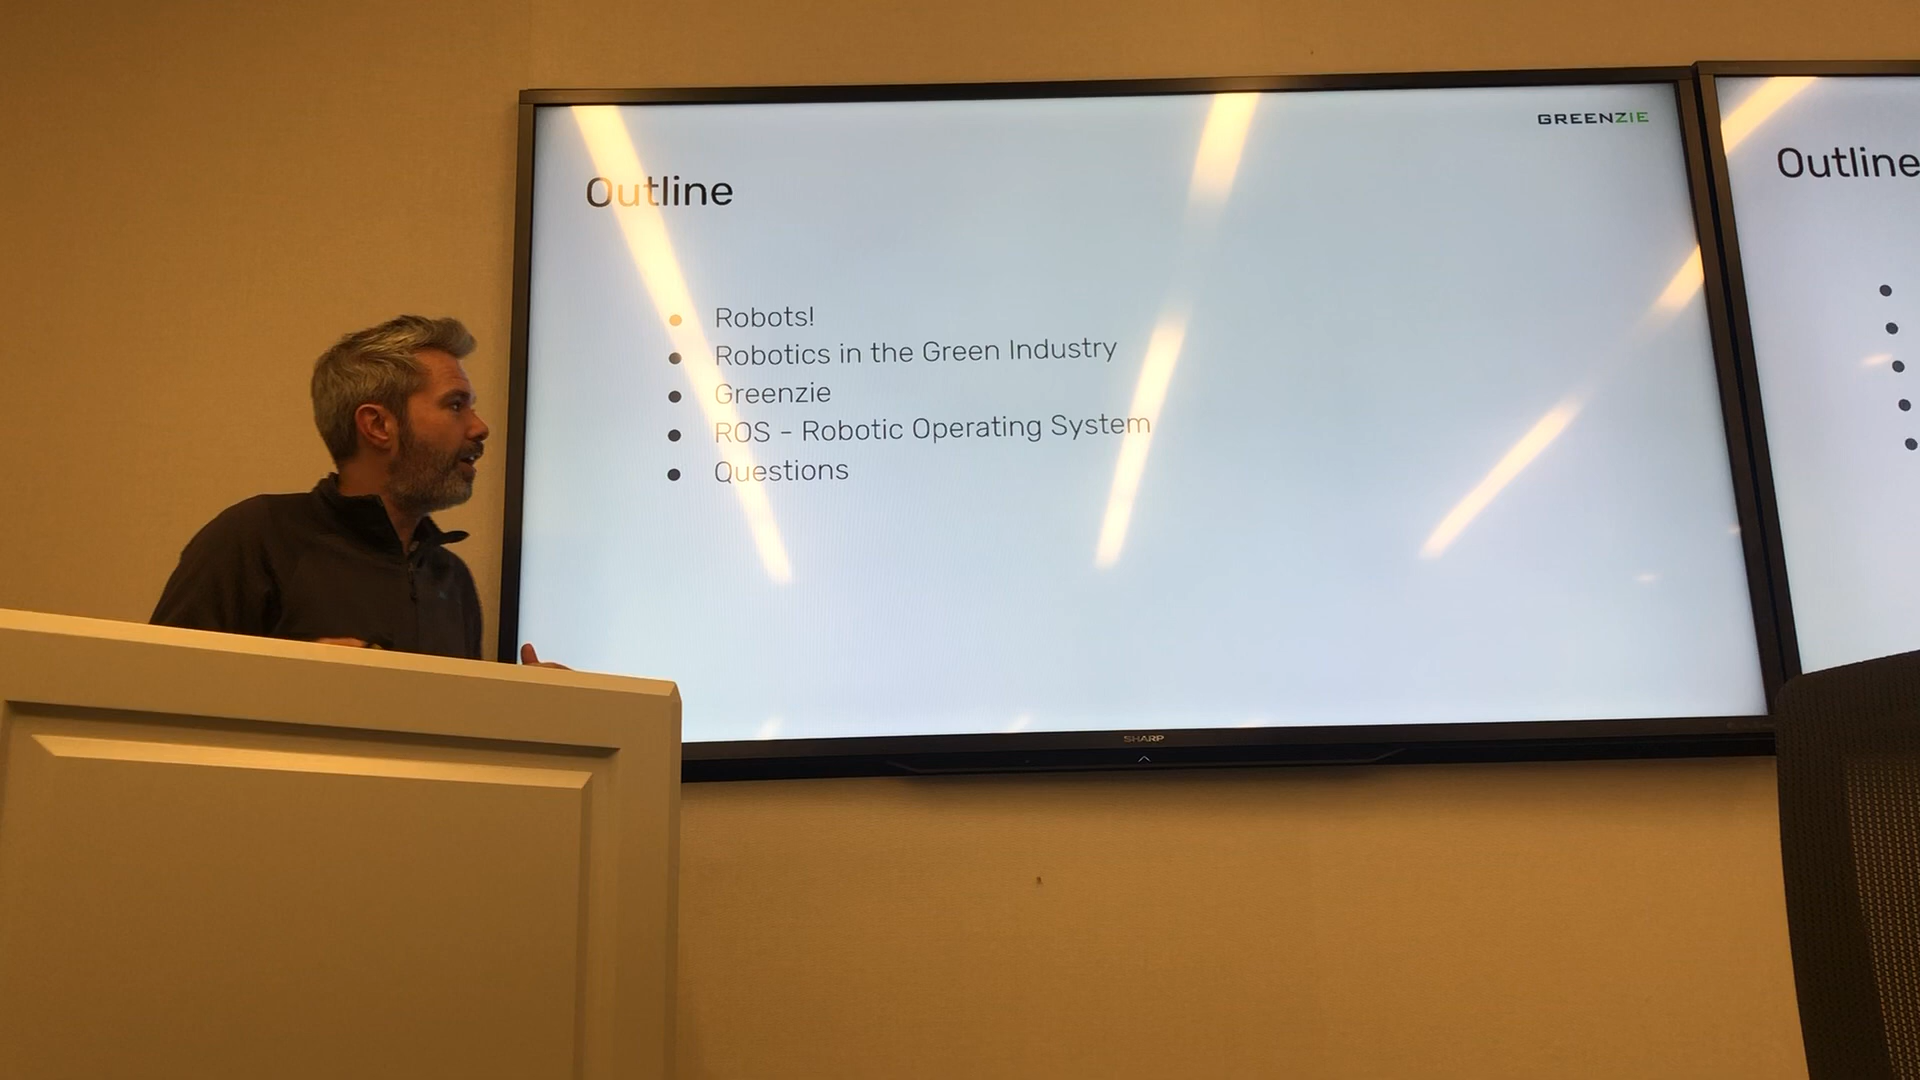 GREENZIE
Outline
Robots!
Robotics in the Green Industry
Greenzie
ROS - Robotic Operating System
Questions
SHARP
Outline